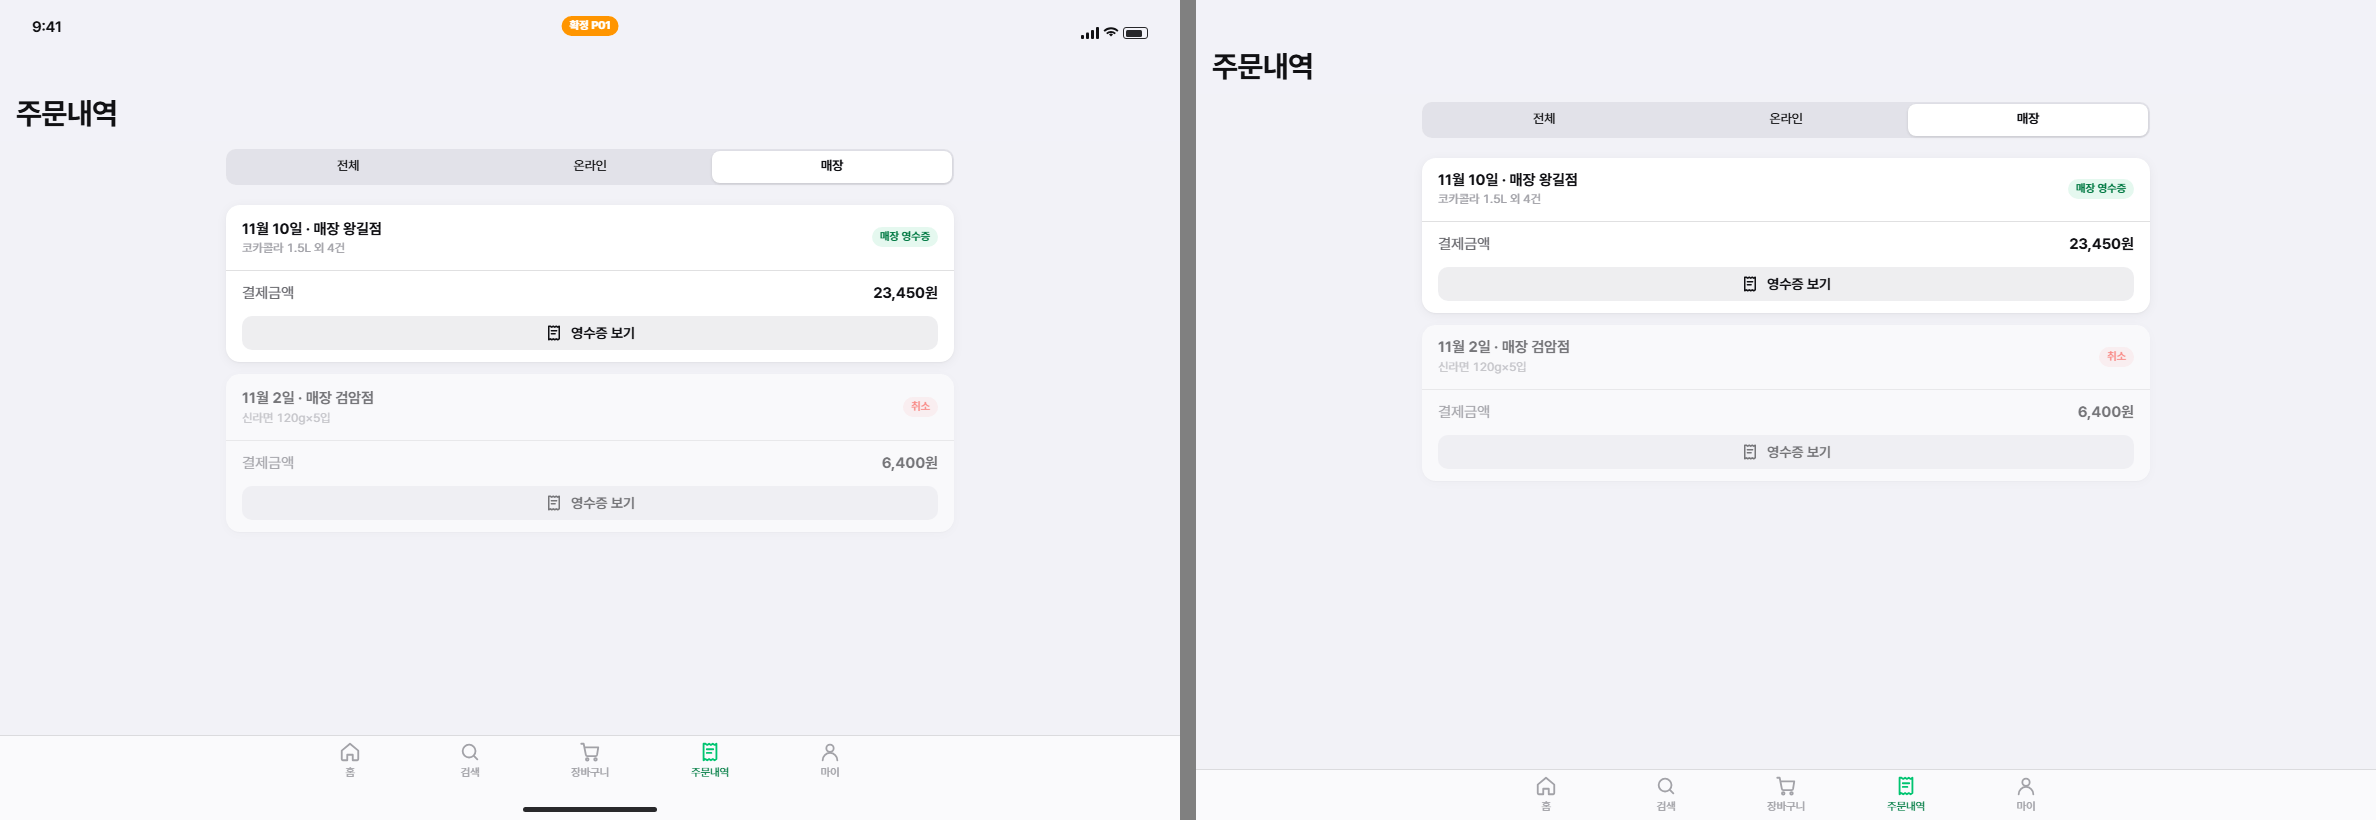 9:41
확정 P01
주문내역
전체 온라인 매장
11월 10일 · 매장 왕길점
코카콜라 1.5L 외 4건
매장 영수증
결제금액 23,450원
영수증 보기
11월 2일 · 매장 검암점
신라면 120g×5입
취소
결제금액 6,400원
영수증 보기
홈 검색 장바구니 주문내역 마이
주문내역
전체 온라인 매장
11월 10일 · 매장 왕길점
코카콜라 1.5L 외 4건
매장 영수증
결제금액 23,450원
영수증 보기
11월 2일 · 매장 검암점
신라면 120g×5입
취소
결제금액 6,400원
영수증 보기
홈 검색 장바구니 주문내역 마이